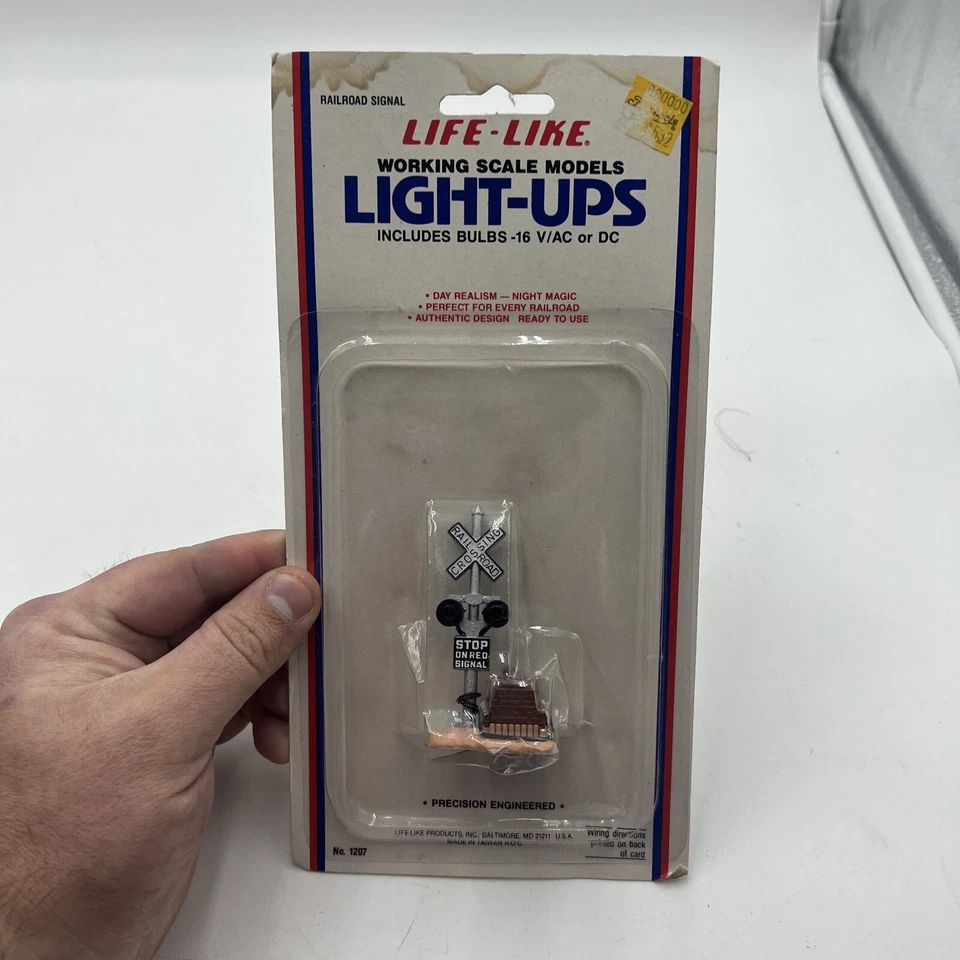 RAILROAD SIGNAL
LIFE-LIKE®
WORKING SCALE MODELS
LIGHT-UPS
INCLUDES BULBS -16 V/AC or DC
• DAY REALISM — NIGHT MAGIC
• PERFECT FOR EVERY RAILROAD
• AUTHENTIC DESIGN READY TO USE
RAILROAD
CROSSING
STOP
ON RED
SIGNAL
• PRECISION ENGINEERED •
LIFE-LIKE PRODUCTS, INC., BALTIMORE, MD 21211 U.S.A.
MADE IN TAIWAN R.O.C.
No. 1207
Wiring directions
printed on back
of card